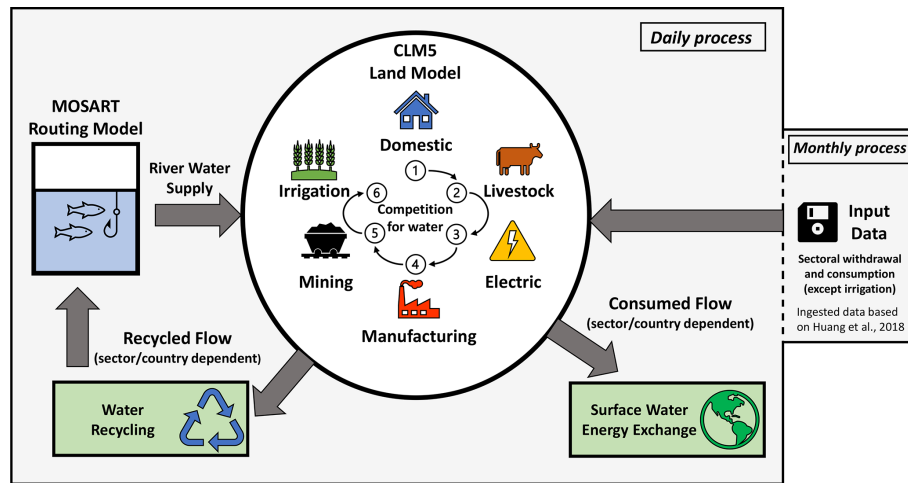 Daily process
CLM5
Land Model
MOSART
Routing Model
River Water
Supply
Domestic
Irrigation
Livestock
1
2
3
4
5
6
Competition
for water
Mining
Electric
Manufacturing
Monthly process
Input
Data
Sectoral withdrawal
and consumption
(except irrigation)
Ingested data based
on Huang et al., 2018
Consumed Flow
(sector/country dependent)
Recycled Flow
(sector/country dependent)
Water
Recycling
Surface Water
Energy Exchange